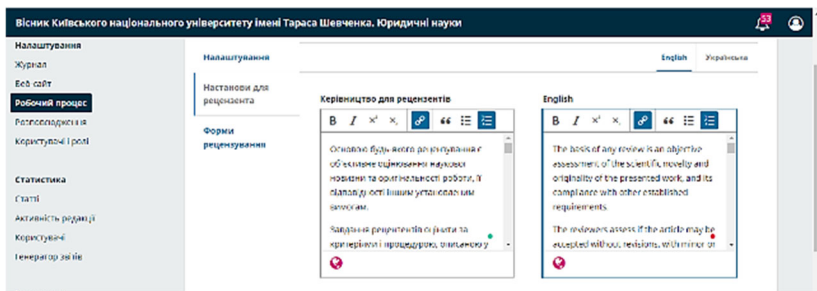 Вісник Київського національного університету імені Тараса Шевченка. Юридичні науки
53
Налаштування
Журнал
Веб-сайт
Робочий процес
Розповсюдження
Користувачі і ролі
Статистика
Статті
Активність редакції
Користувачі
Генератор звітів
Налаштування
Настанови для
рецензента
Форми
рецензування
English Українська
Керівництво для рецензентів
B I x² x, “ 
Основою будь-якого рецензування є
об'єктивне оцінювання наукової
новизни та оригінальності роботи, її
відповідності іншим установленим
вимогам.
Завдання рецензентів оцінити за
критеріями і процедурою, описаною у
English
B I x² x, “
The basis of any review is an objective
assessment of the scientific novelty and
originality of the presented work, and its
compliance with other established
requirements.
The reviewers assess if the article may be
accepted without revisions, with minor or